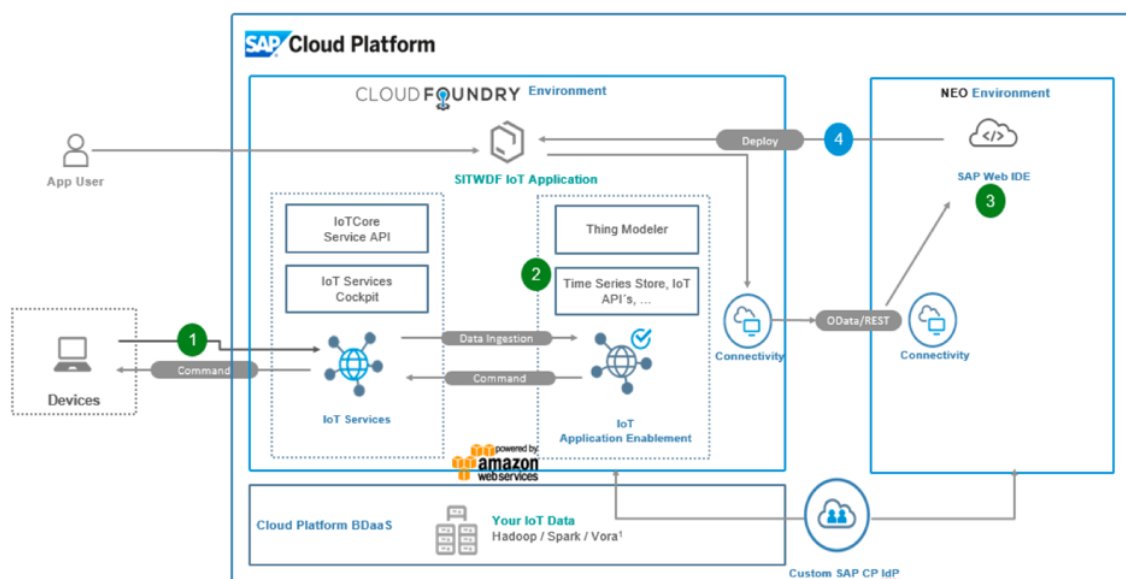 SAP Cloud Platform
CLOUD FOUNDRY Environment
NEO Environment
Deploy
4
App User
SITWDF IoT Application
SAP Web IDE
3
IoTCore
Service API
Thing Modeler
2
IoT Services
Cockpit
Time Series Store, IoT
API´s, ...
1
Data Ingestion
OData/REST
Connectivity
Connectivity
Command
Command
Devices
IoT Services
IoT
Application Enablement
powered by
amazon
webservices
Cloud Platform BDaaS
Your IoT Data
Hadoop / Spark / Vora¹
Custom SAP CP IdP